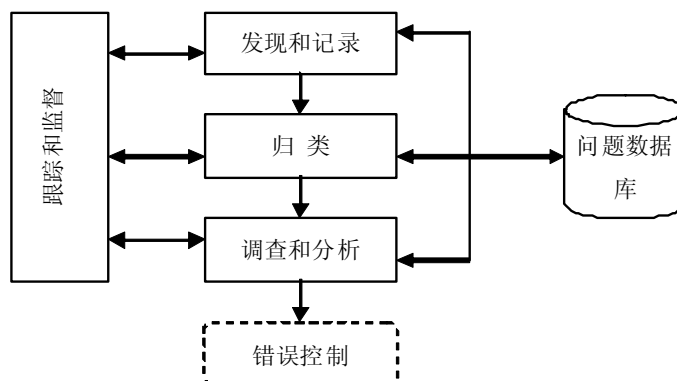 跟踪和监督
发现和记录
归 类
调查和分析
错误控制
问题数据
库